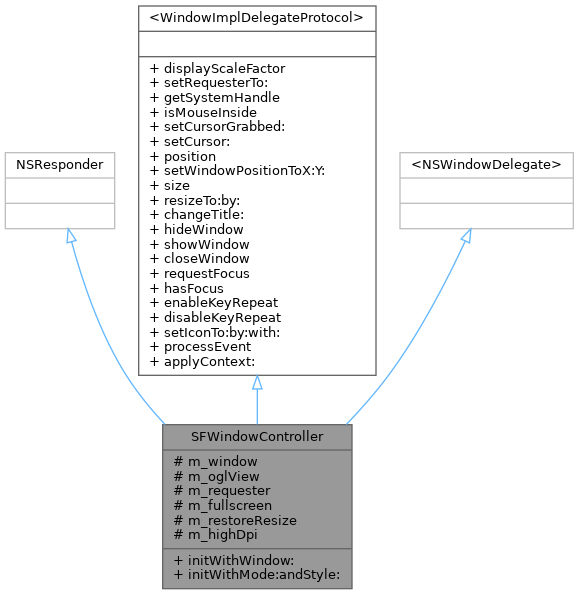 <WindowImplDelegateProtocol>
+ displayScaleFactor
+ setRequesterTo:
+ getSystemHandle
+ isMouseInside
+ setCursorGrabbed:
+ setCursor:
+ position
+ setWindowPositionToX:Y:
+ size
+ resizeTo:by:
+ changeTitle:
+ hideWindow
+ showWindow
+ closeWindow
+ requestFocus
+ hasFocus
+ enableKeyRepeat
+ disableKeyRepeat
+ setIconTo:by:with:
+ processEvent
+ applyContext:
NSResponder
<NSWindowDelegate>
SFWindowController
# m_window
# m_oglView
# m_requester
# m_fullscreen
# m_restoreResize
# m_highDpi
+ initWithWindow:
+ initWithMode:andStyle: